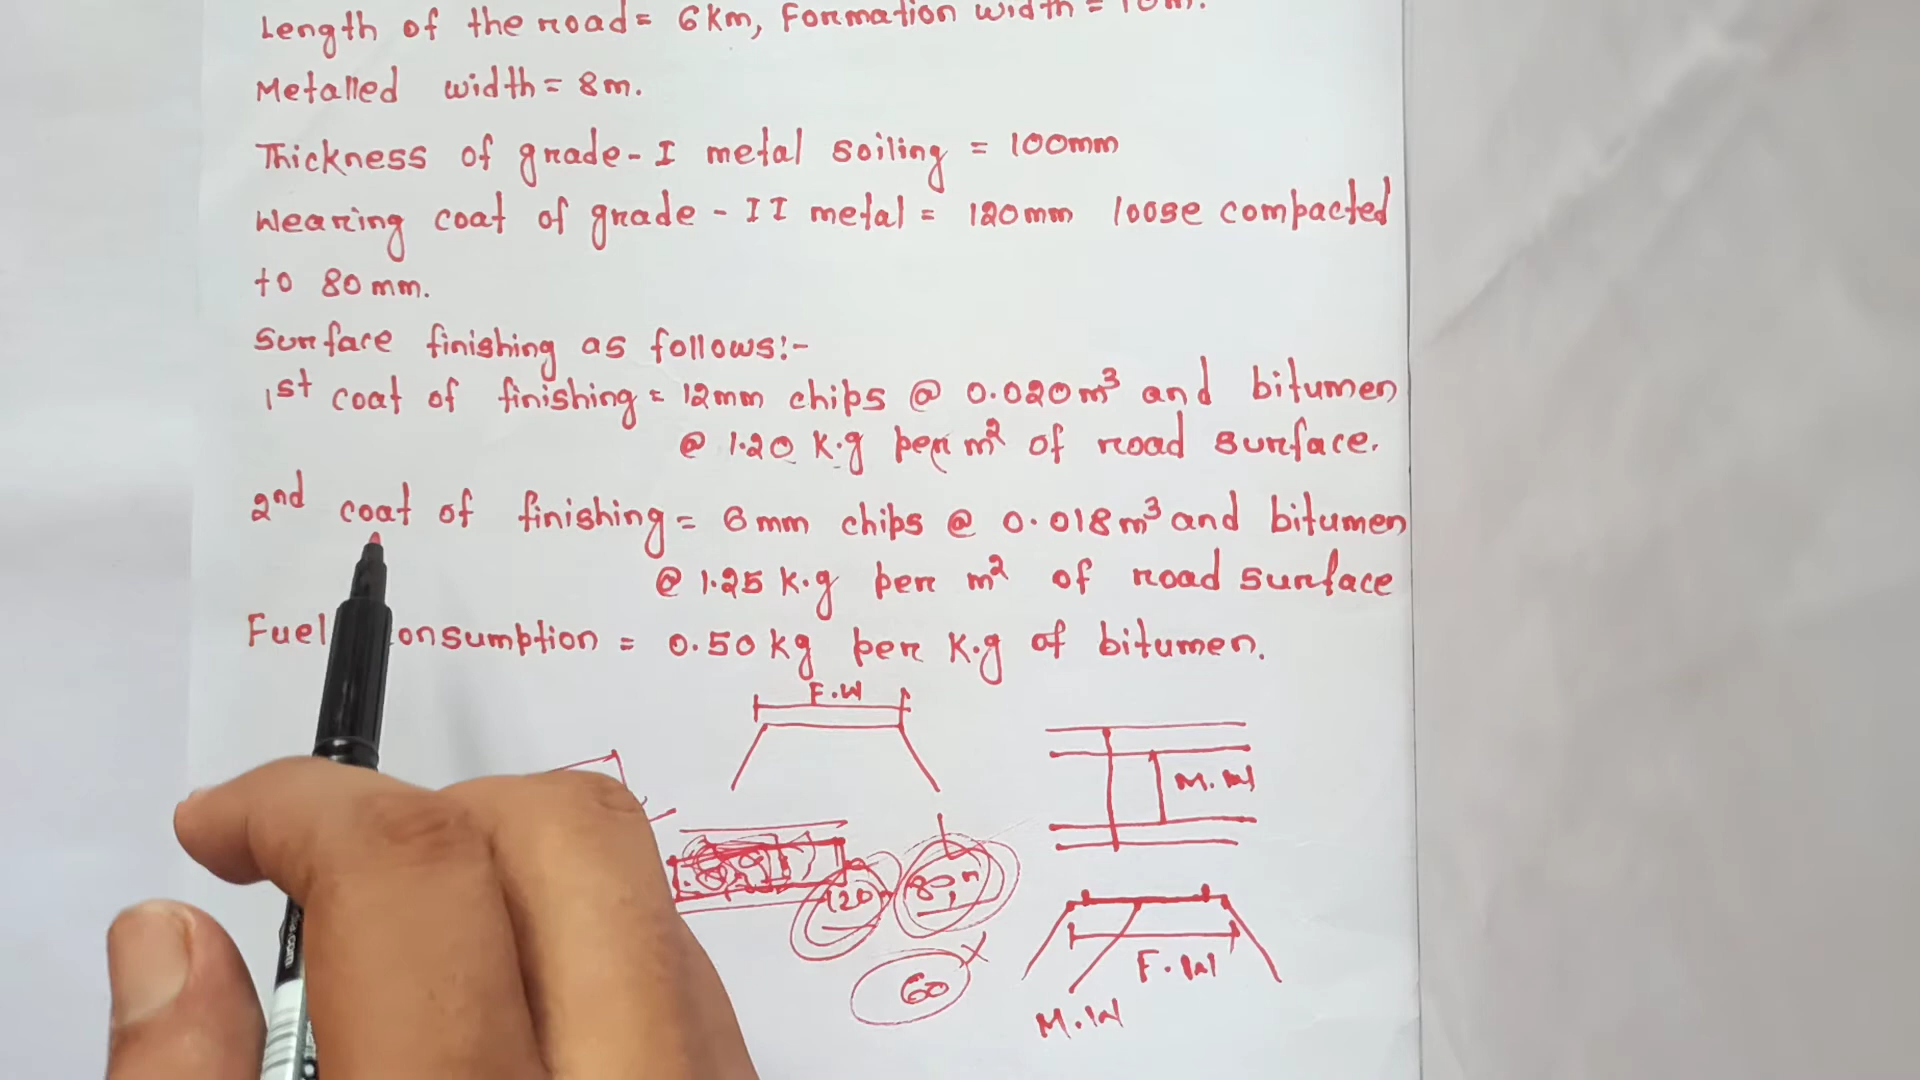 Length of the road = 6km, Formation width = 10m.
Metalled width = 8m.
Thickness of grade-I metal soiling = 100mm
Wearing coat of grade-II metal = 120mm loose compacted
to 80mm.
Surface finishing as follows:-
1st coat of finishing = 12mm chips @ 0.020m³ and bitumen
@ 1.20 K.g per m² of road surface.
2nd coat of finishing = 6mm chips @ 0.018m³ and bitumen
@ 1.25 K.g per m² of road surface
Fuel consumption = 0.50kg per K.g of bitumen.
F.W
M.W
120
80
F.W
60
M.W